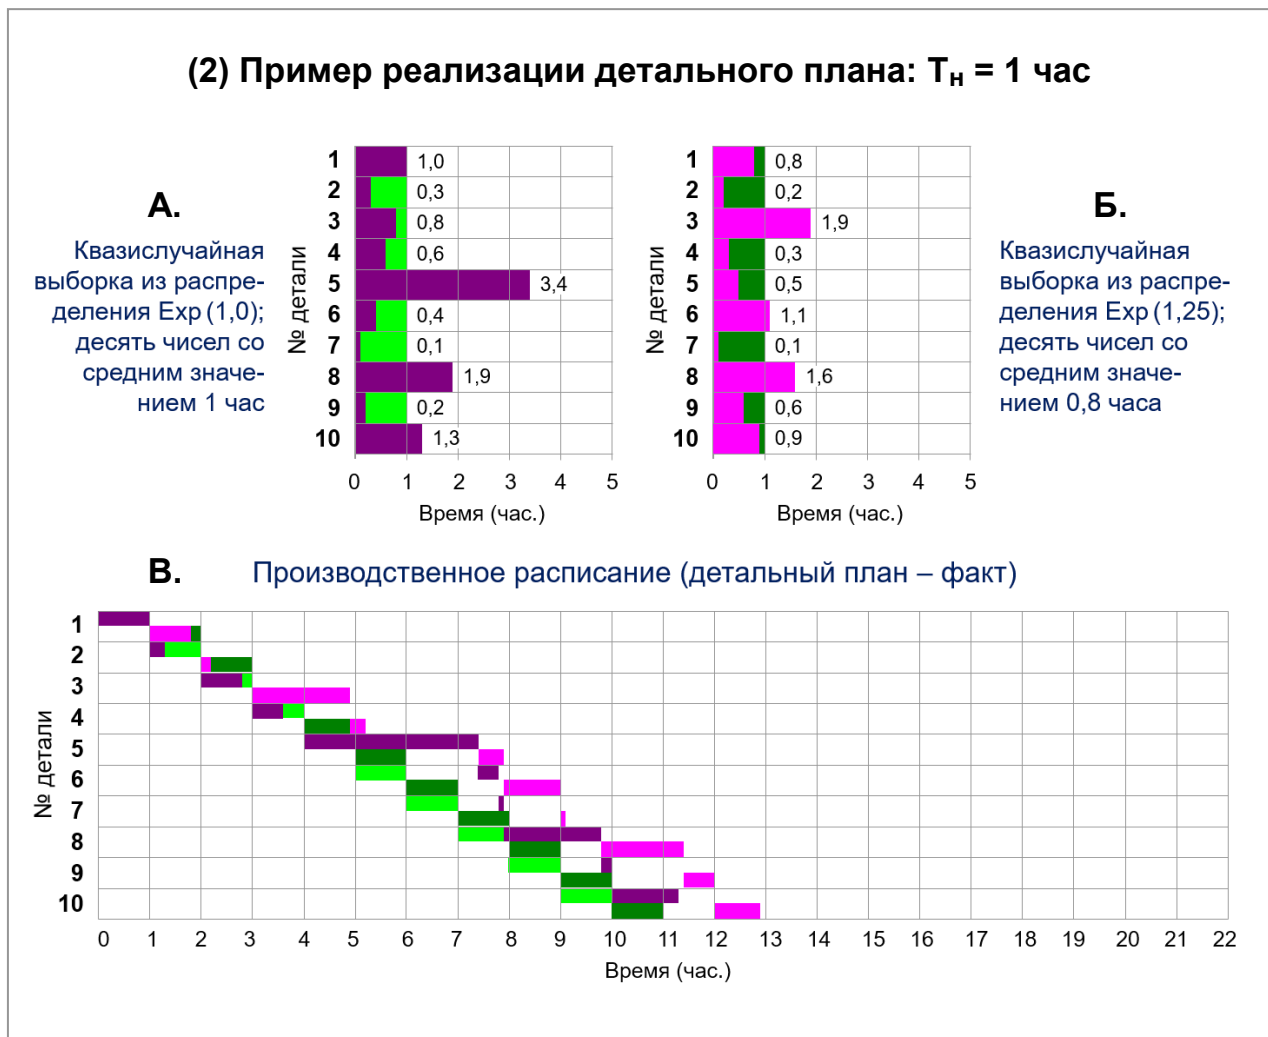 (2) Пример реализации детального плана: Tн = 1 час
А.
Квазислучайная
выборка из распре-
деления Exp (1,0);
десять чисел со
средним значе-
нием 1 час
№ детали
1 1,0
2 0,3
3 0,8
4 0,6
5 3,4
6 0,4
7 0,1
8 1,9
9 0,2
10 1,3
0 1 2 3 4 5
Время (час.)
№ детали
1 0,8
2 0,2
3 1,9
4 0,3
5 0,5
6 1,1
7 0,1
8 1,6
9 0,6
10 0,9
0 1 2 3 4 5
Время (час.)
Б.
Квазислучайная
выборка из распре-
деления Exp (1,25);
десять чисел со
средним значе-
нием 0,8 часа
В. Производственное расписание (детальный план – факт)
№ детали
1
2
3
4
5
6
7
8
9
10
0 1 2 3 4 5 6 7 8 9 10 11 12 13 14 15 16 17 18 19 20 21 22
Время (час.)